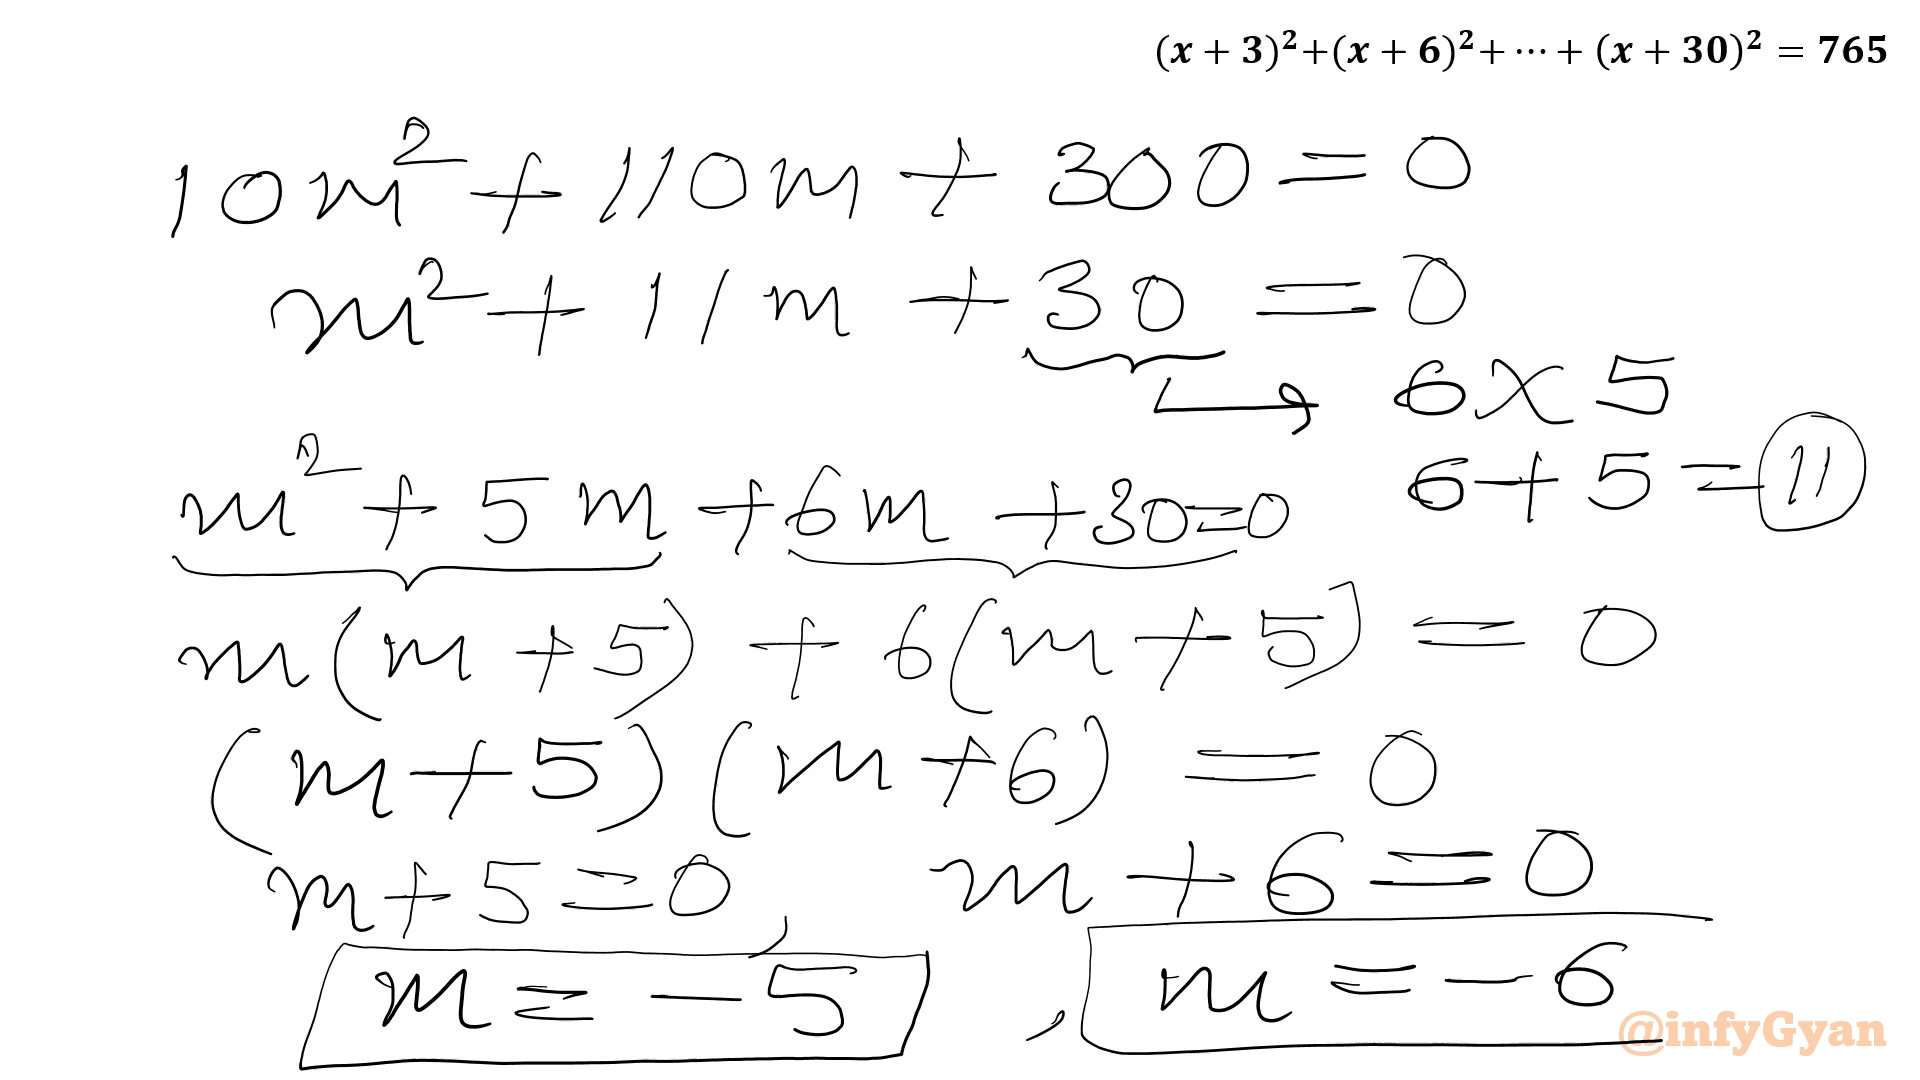 (x + 3)²+(x + 6)²+ ⋯ + (x + 30)² = 765
10m² + 110m + 300 = 0
m² + 11m + 30 = 0
6 × 5
6 + 5 = 11
m² + 5m + 6m + 30 = 0
m(m + 5) + 6(m + 5) = 0
(m + 5)(m + 6) = 0
m + 5 = 0, m + 6 = 0
m = -5, m = -6
@infyGyan